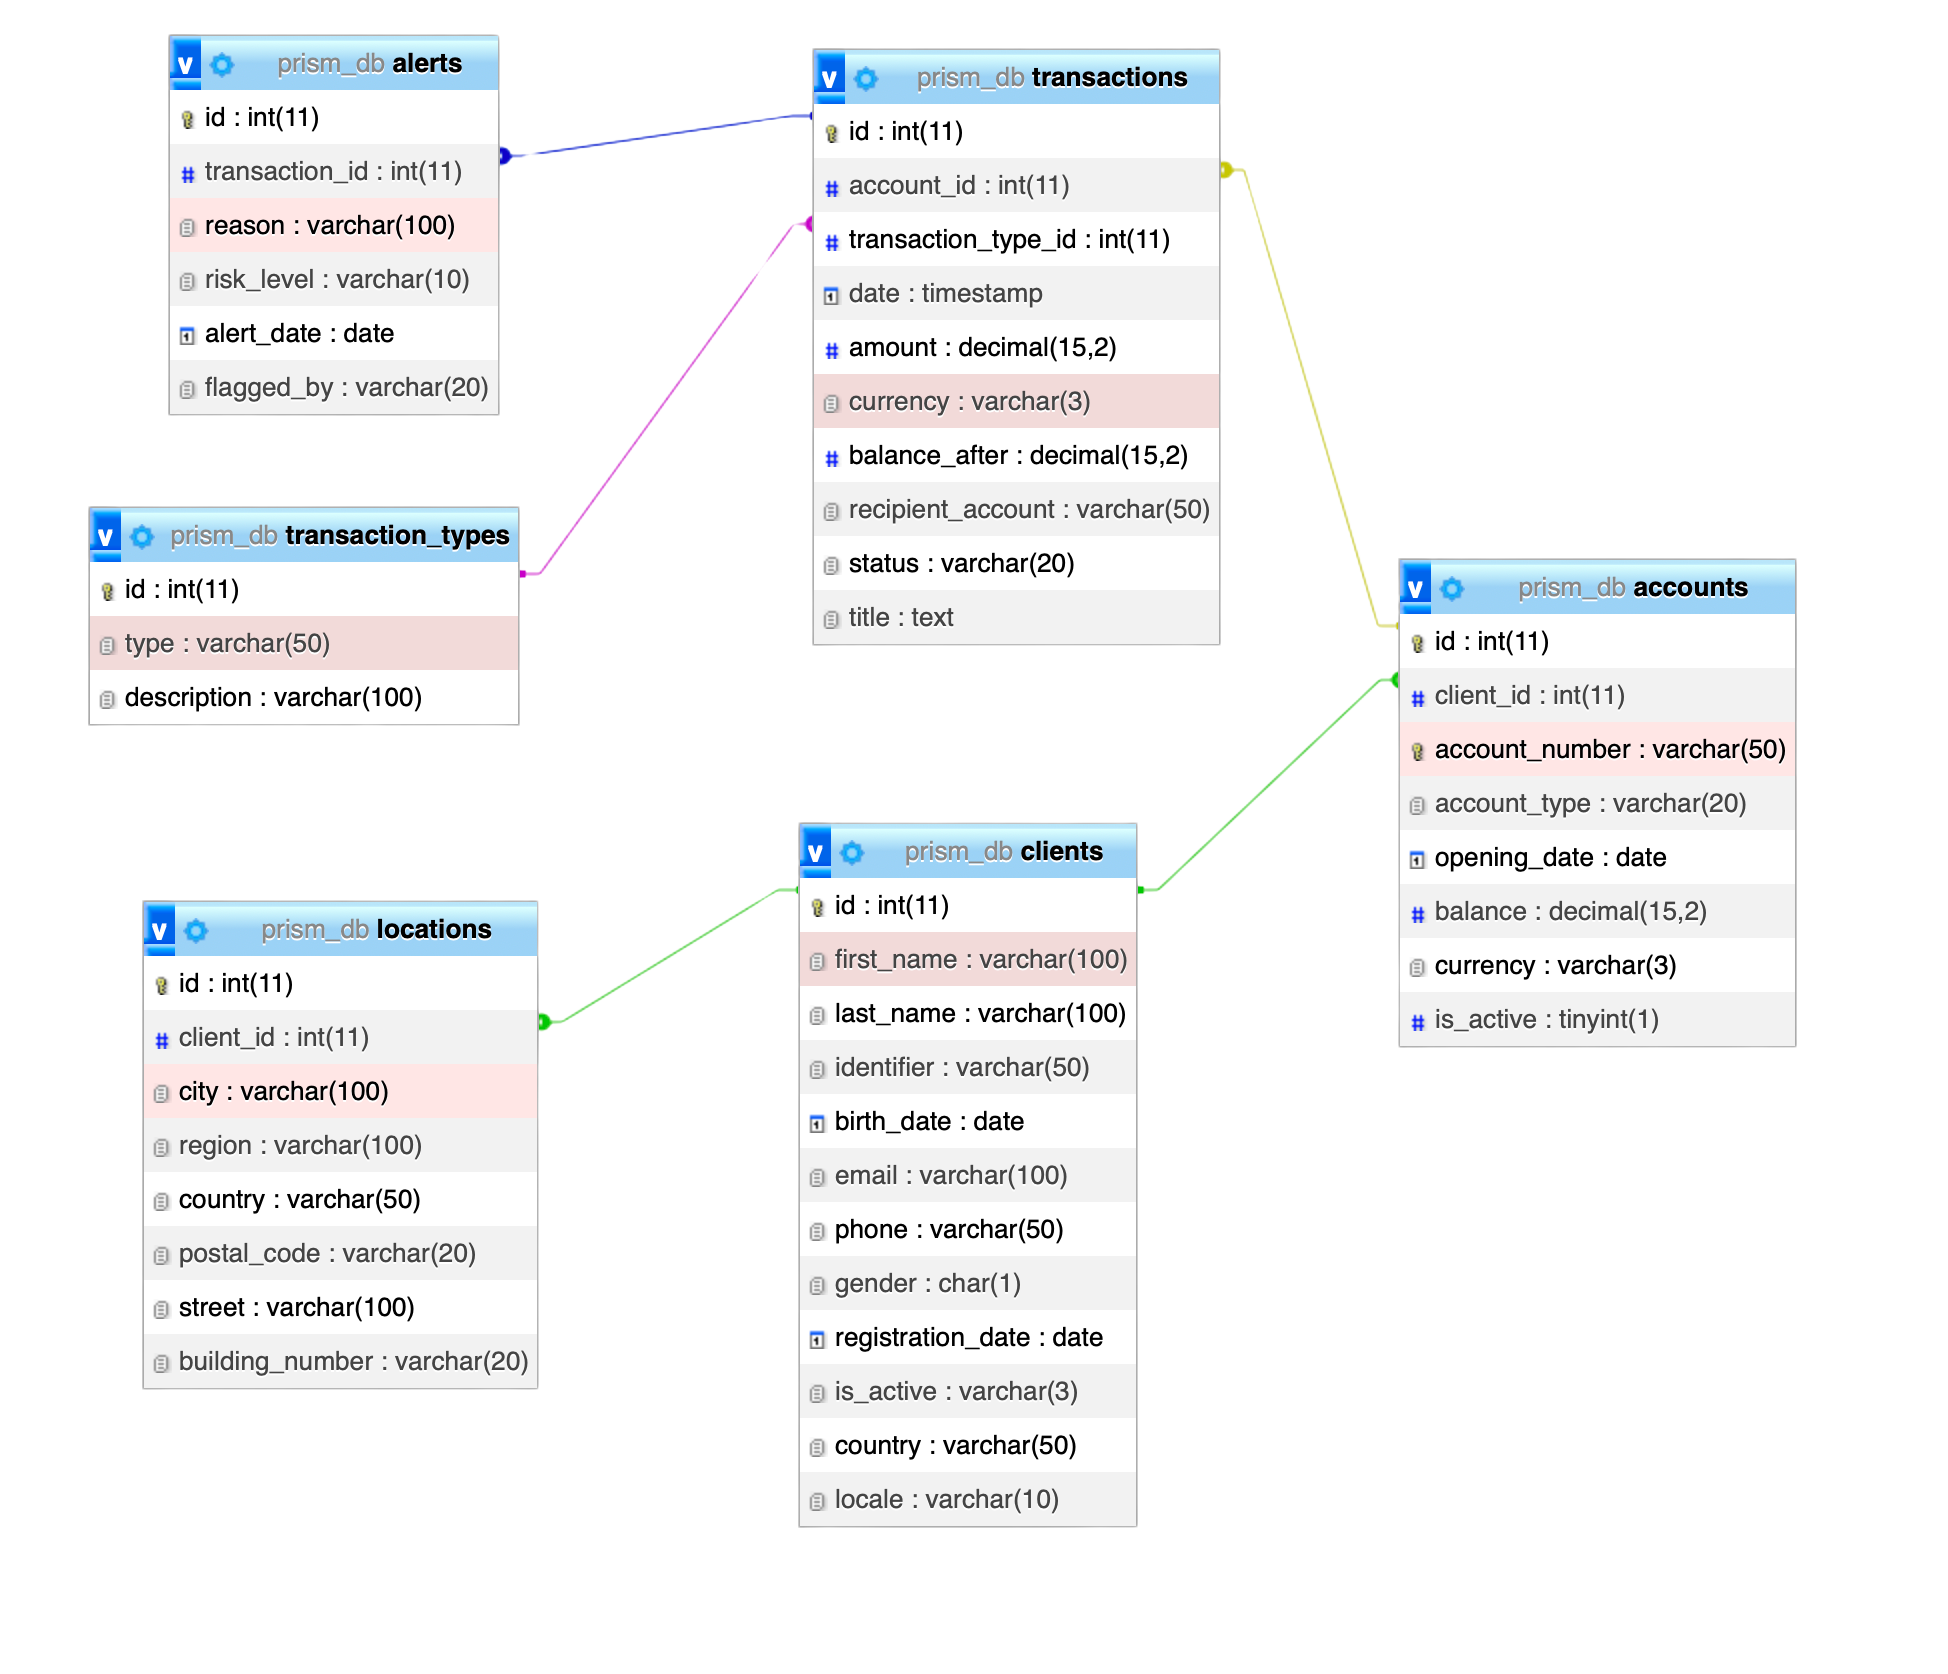 v prism_db alerts
id : int(11)
# transaction_id : int(11)
reason : varchar(100)
risk_level : varchar(10)
alert_date : date
flagged_by : varchar(20)
v prism_db transactions
id : int(11)
# account_id : int(11)
# transaction_type_id : int(11)
date : timestamp
# amount : decimal(15,2)
currency : varchar(3)
# balance_after : decimal(15,2)
recipient_account : varchar(50)
status : varchar(20)
title : text
v prism_db transaction_types
id : int(11)
type : varchar(50)
description : varchar(100)
v prism_db accounts
id : int(11)
# client_id : int(11)
account_number : varchar(50)
account_type : varchar(20)
opening_date : date
# balance : decimal(15,2)
currency : varchar(3)
# is_active : tinyint(1)
v prism_db clients
id : int(11)
first_name : varchar(100)
last_name : varchar(100)
identifier : varchar(50)
birth_date : date
email : varchar(100)
phone : varchar(50)
gender : char(1)
registration_date : date
is_active : varchar(3)
country : varchar(50)
locale : varchar(10)
v prism_db locations
id : int(11)
# client_id : int(11)
city : varchar(100)
region : varchar(100)
country : varchar(50)
postal_code : varchar(20)
street : varchar(100)
building_number : varchar(20)